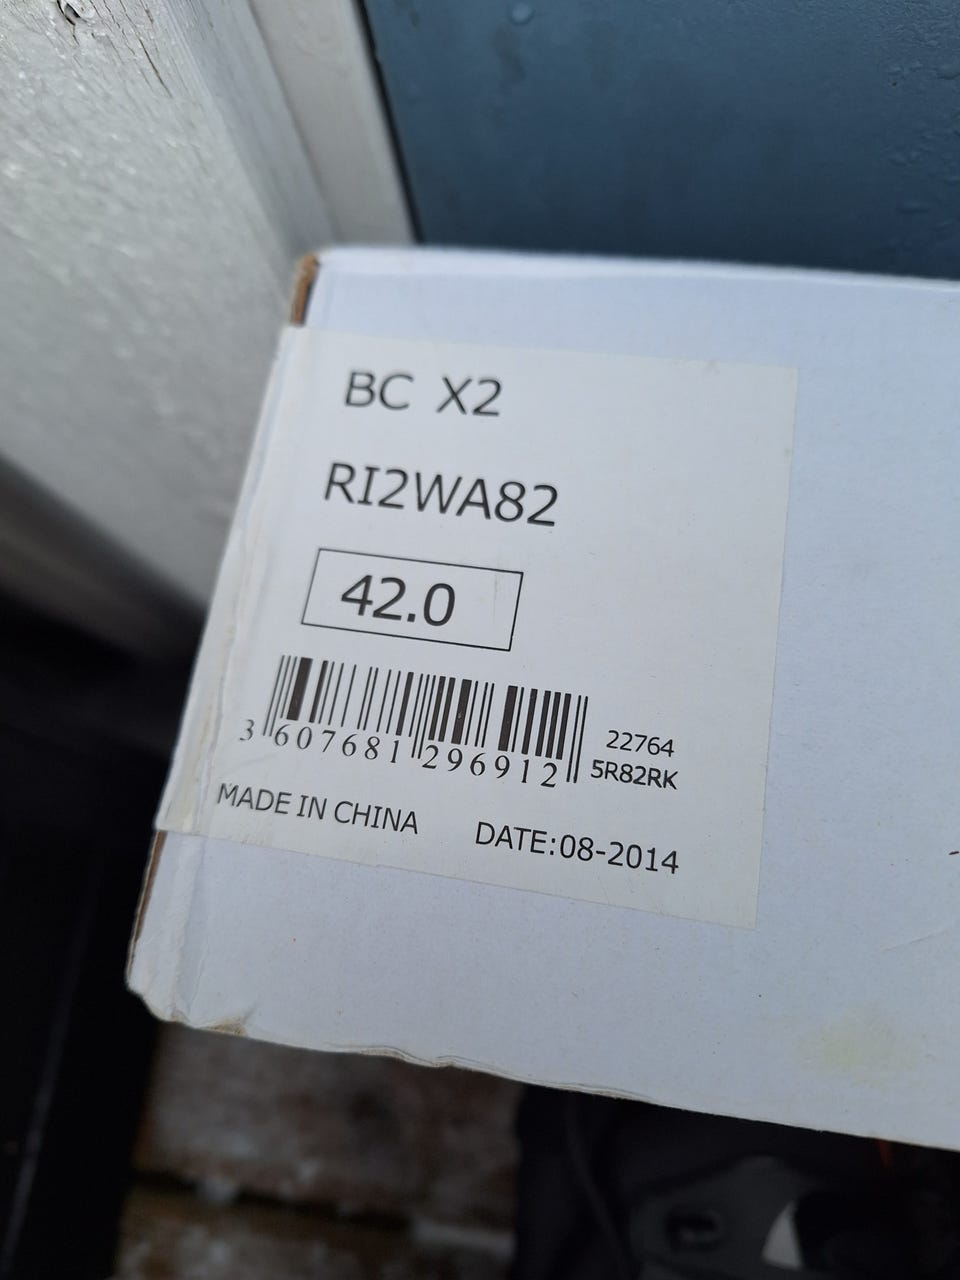 BC X2
RI2WA82
42.0
3 607681 296912
22764
5R82RK
MADE IN CHINA DATE:08-2014